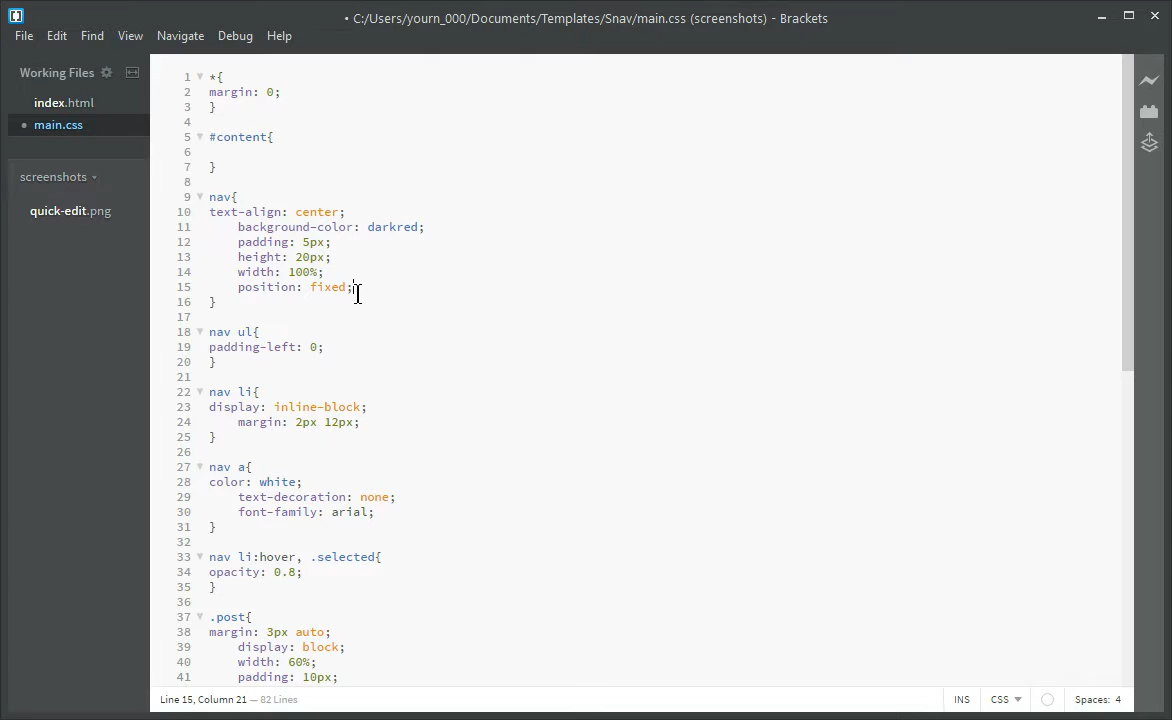 • C:/Users/yourn_000/Documents/Templates/Snav/main.css (screenshots) - Brackets
File Edit Find View Navigate Debug Help
Working Files
index.html
• main.css
screenshots
quick-edit.png
1 *{
2 margin: 0;
3 }
4
5 #content{
6
7 }
8
9 nav{
10 text-align: center;
11 background-color: darkred;
12 padding: 5px;
13 height: 20px;
14 width: 100%;
15 position: fixed;
16 }
17
18 nav ul{
19 padding-left: 0;
20 }
21
22 nav li{
23 display: inline-block;
24 margin: 2px 12px;
25 }
26
27 nav a{
28 color: white;
29 text-decoration: none;
30 font-family: arial;
31 }
32
33 nav li:hover, .selected{
34 opacity: 0.8;
35 }
36
37 .post{
38 margin: 3px auto;
39 display: block;
40 width: 60%;
41 padding: 10px;
Line 15, Column 21 — 82 Lines
INS CSS Spaces: 4